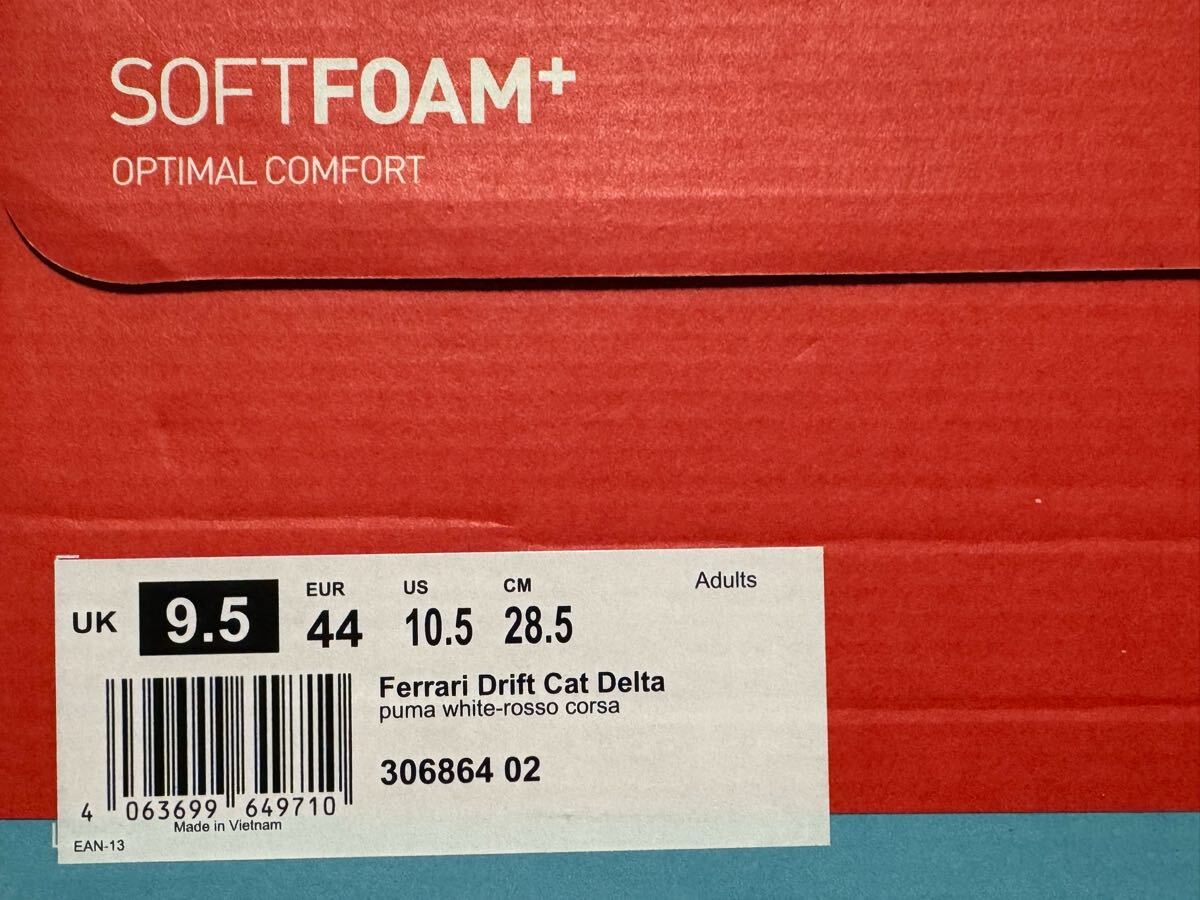 SOFTFOAM+
OPTIMAL COMFORT
UK 9.5 EUR 44 US 10.5 CM 28.5 Adults
Ferrari Drift Cat Delta
puma white-rosso corsa
306864 02
4 063699 649710
Made in Vietnam
EAN-13